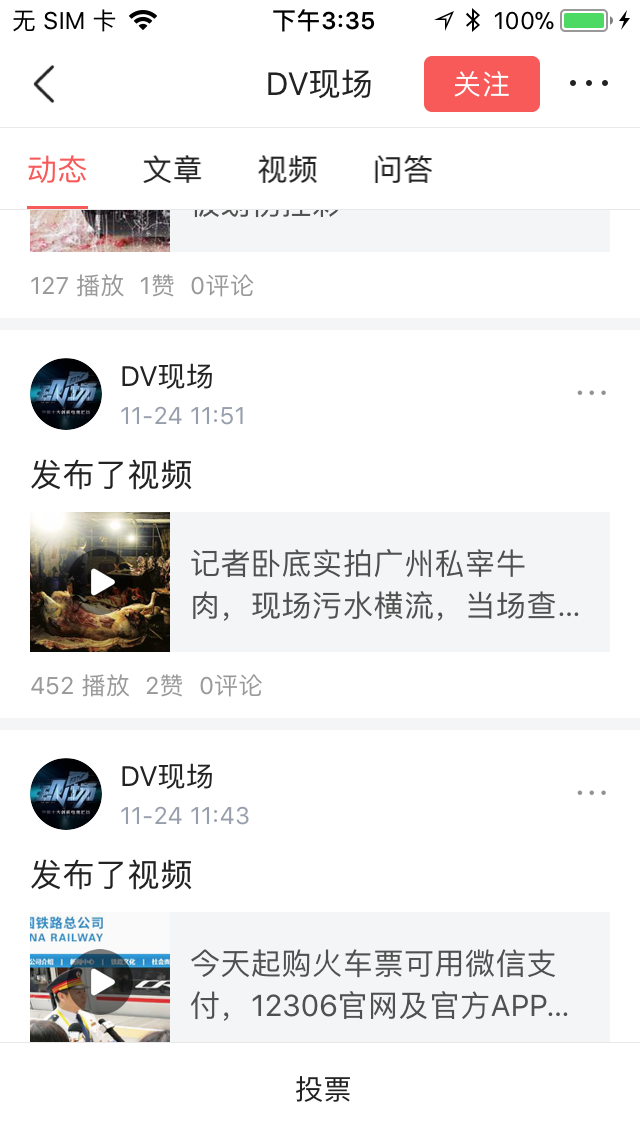 无 SIM 卡
下午3:35
100%
DV现场
关注
动态
文章
视频
问答
127 播放 1赞 0评论
DV现场
11-24 11:51
发布了视频
记者卧底实拍广州私宰牛
肉，现场污水横流，当场查...
452 播放 2赞 0评论
DV现场
11-24 11:43
发布了视频
国铁路总公司
NA RAILWAY
今天起购火车票可用微信支
付，12306官网及官方APP...
投票